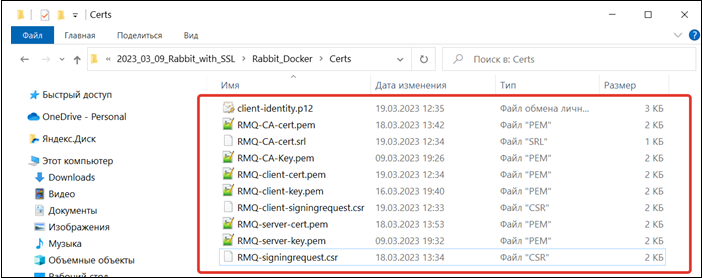 Certs
Файл Главная Поделиться Вид
« 2023_03_09_Rabbit_with_SSL > Rabbit_Docker > Certs Поиск в: Certs
Имя Дата изменения Тип Размер
Быстрый доступ
OneDrive - Personal
Яндекс.Диск
Этот компьютер
Downloads
Видео
Документы
Изображения
Музыка
Объемные объекты
Рабочий стол
client-identity.p12 19.03.2023 12:35 Файл обмена личн... 3 КБ
RMQ-CA-cert.pem 18.03.2023 13:42 Файл "PEM" 2 КБ
RMQ-CA-cert.srl 19.03.2023 12:34 Файл "SRL" 1 КБ
RMQ-CA-Key.pem 09.03.2023 19:26 Файл "PEM" 2 КБ
RMQ-client-cert.pem 19.03.2023 12:34 Файл "PEM" 2 КБ
RMQ-client-key.pem 16.03.2023 19:40 Файл "PEM" 2 КБ
RMQ-client-signingrequest.csr 19.03.2023 12:33 Файл "CSR" 2 КБ
RMQ-server-cert.pem 18.03.2023 13:53 Файл "PEM" 2 КБ
RMQ-server-key.pem 09.03.2023 19:32 Файл "PEM" 2 КБ
RMQ-signingrequest.csr 18.03.2023 13:34 Файл "CSR" 2 КБ